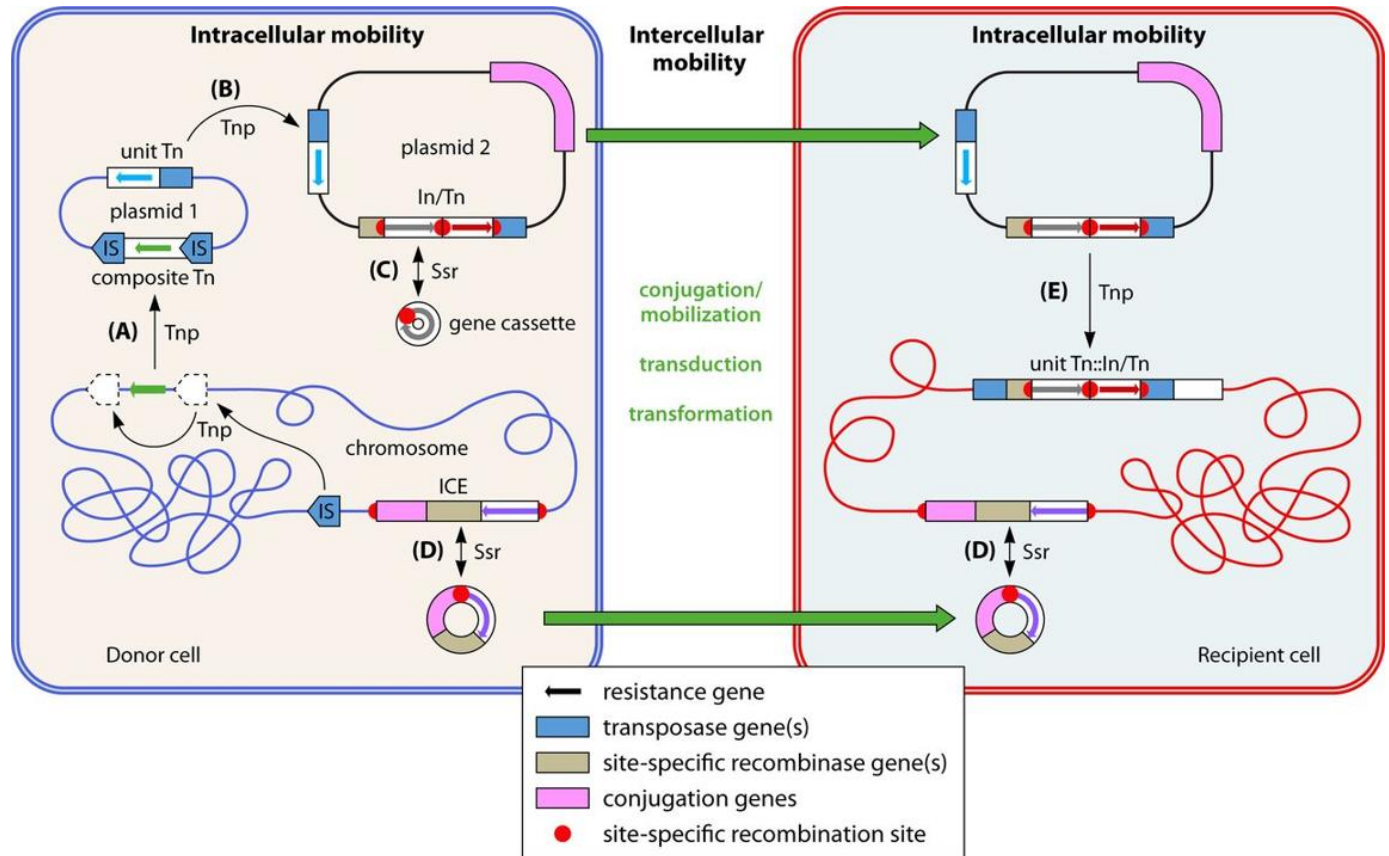 Intracellular mobility
Intercellular
mobility
Intracellular mobility
(B)
Tnp
unit Tn
plasmid 1
IS
IS
composite Tn
plasmid 2
In/Tn
(C)
Ssr
gene cassette
(A)
Tnp
Tnp
chromosome
ICE
IS
(D)
Ssr
Donor cell
conjugation/
mobilization
transduction
transformation
(E)
Tnp
unit Tn::In/Tn
(D)
Ssr
Recipient cell
resistance gene
transposase gene(s)
site-specific recombinase gene(s)
conjugation genes
site-specific recombination site